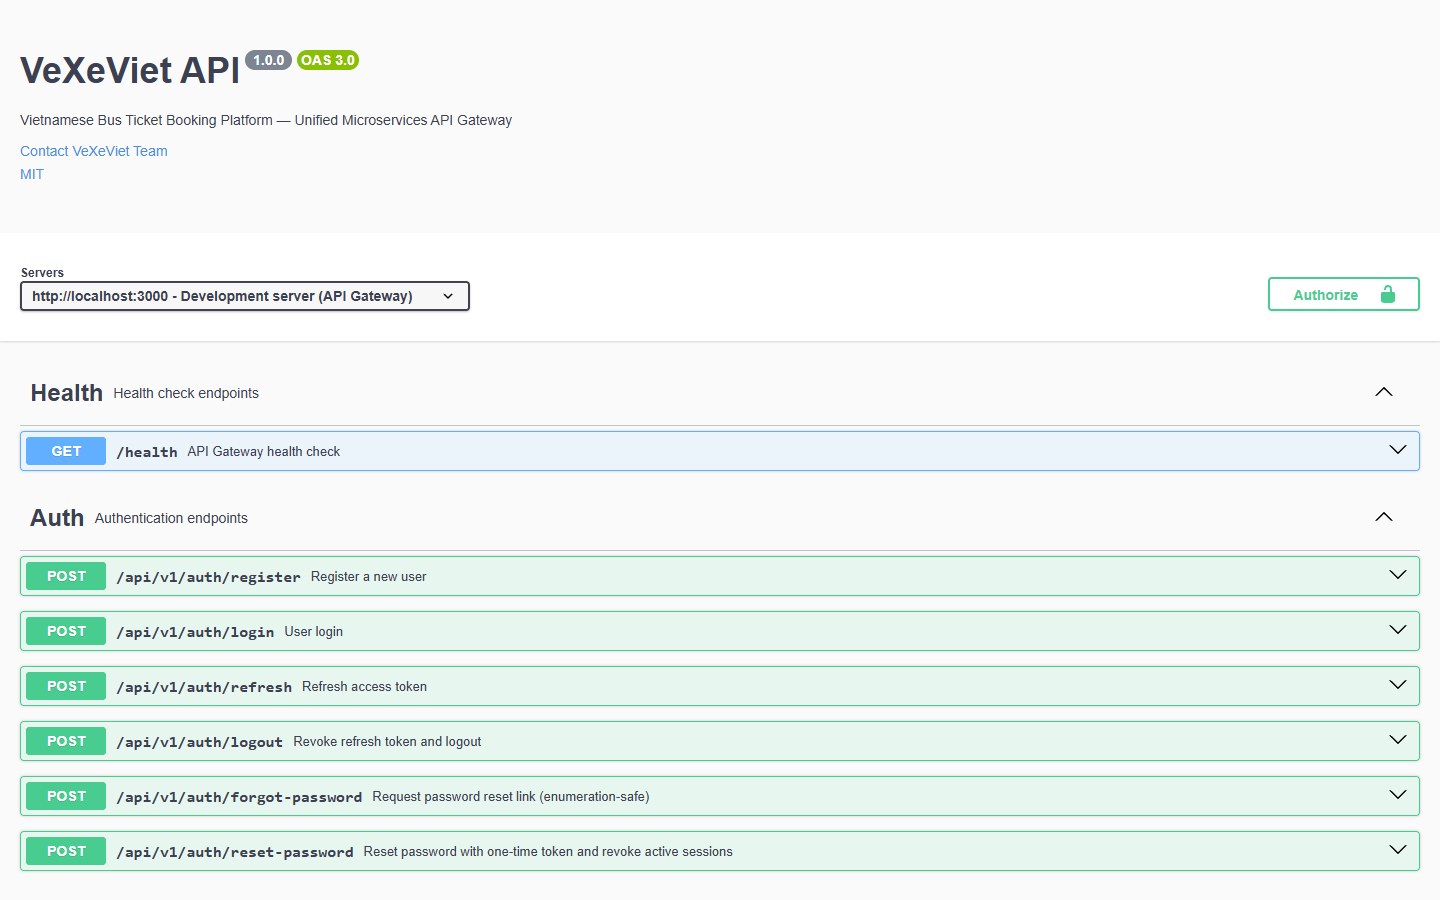 VeXeViet API 1.0.0 OAS 3.0
Vietnamese Bus Ticket Booking Platform — Unified Microservices API Gateway
Contact VeXeViet Team
MIT
Servers
http://localhost:3000 - Development server (API Gateway)
Authorize
Health Health check endpoints
GET /health API Gateway health check
Auth Authentication endpoints
POST /api/v1/auth/register Register a new user
POST /api/v1/auth/login User login
POST /api/v1/auth/refresh Refresh access token
POST /api/v1/auth/logout Revoke refresh token and logout
POST /api/v1/auth/forgot-password Request password reset link (enumeration-safe)
POST /api/v1/auth/reset-password Reset password with one-time token and revoke active sessions